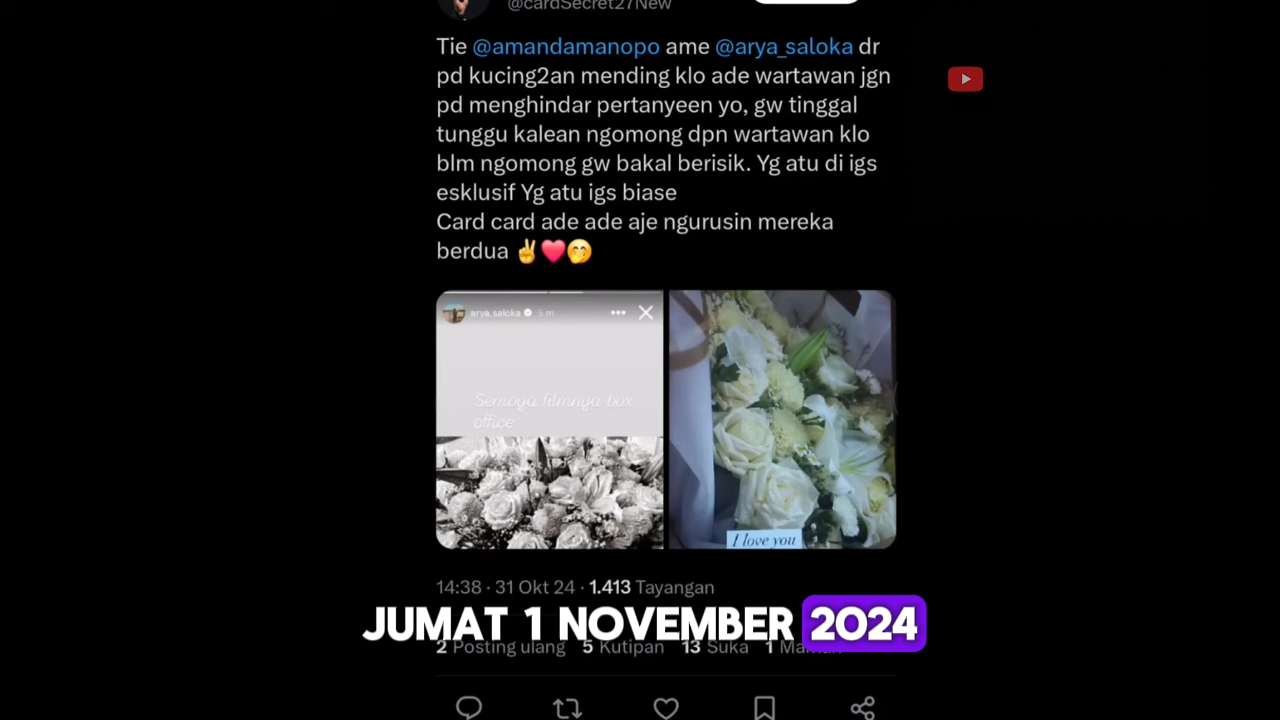 @cardSecret27New
Tie @amandamanopo ame @arya_saloka dr
pd kucing2an mending klo ade wartawan jgn
pd menghindar pertanyeen yo, gw tinggal
tunggu kalean ngomong dpn wartawan klo
blm ngomong gw bakal berisik. Yg atu di igs
esklusif Yg atu igs biase
Card card ade ade aje ngurusin mereka
berdua ✌️❤️🤭
arya.saloka 5 m
Semoga filmnya box
office
I love you
14:38 · 31 Okt 24 · 1.413 Tayangan
JUMAT 1 NOVEMBER 2024
2 Posting ulang 5 Kutipan 13 Suka 1